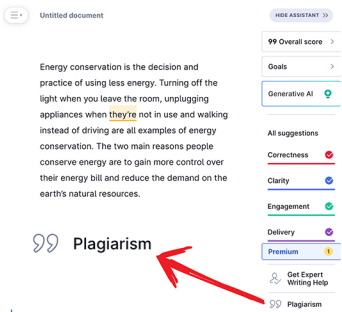 Untitled document
HIDE ASSISTANT
99 Overall score
Goals
Generative AI
Energy conservation is the decision and
practice of using less energy. Turning off the
light when you leave the room, unplugging
appliances when they're not in use and walking
instead of driving are all examples of energy
conservation. The two main reasons people
conserve energy are to gain more control over
their energy bill and reduce the demand on the
earth's natural resources.
All suggestions
Correctness
Clarity
Engagement
Delivery
Premium 1
Get Expert
Writing Help
Plagiarism
Plagiarism